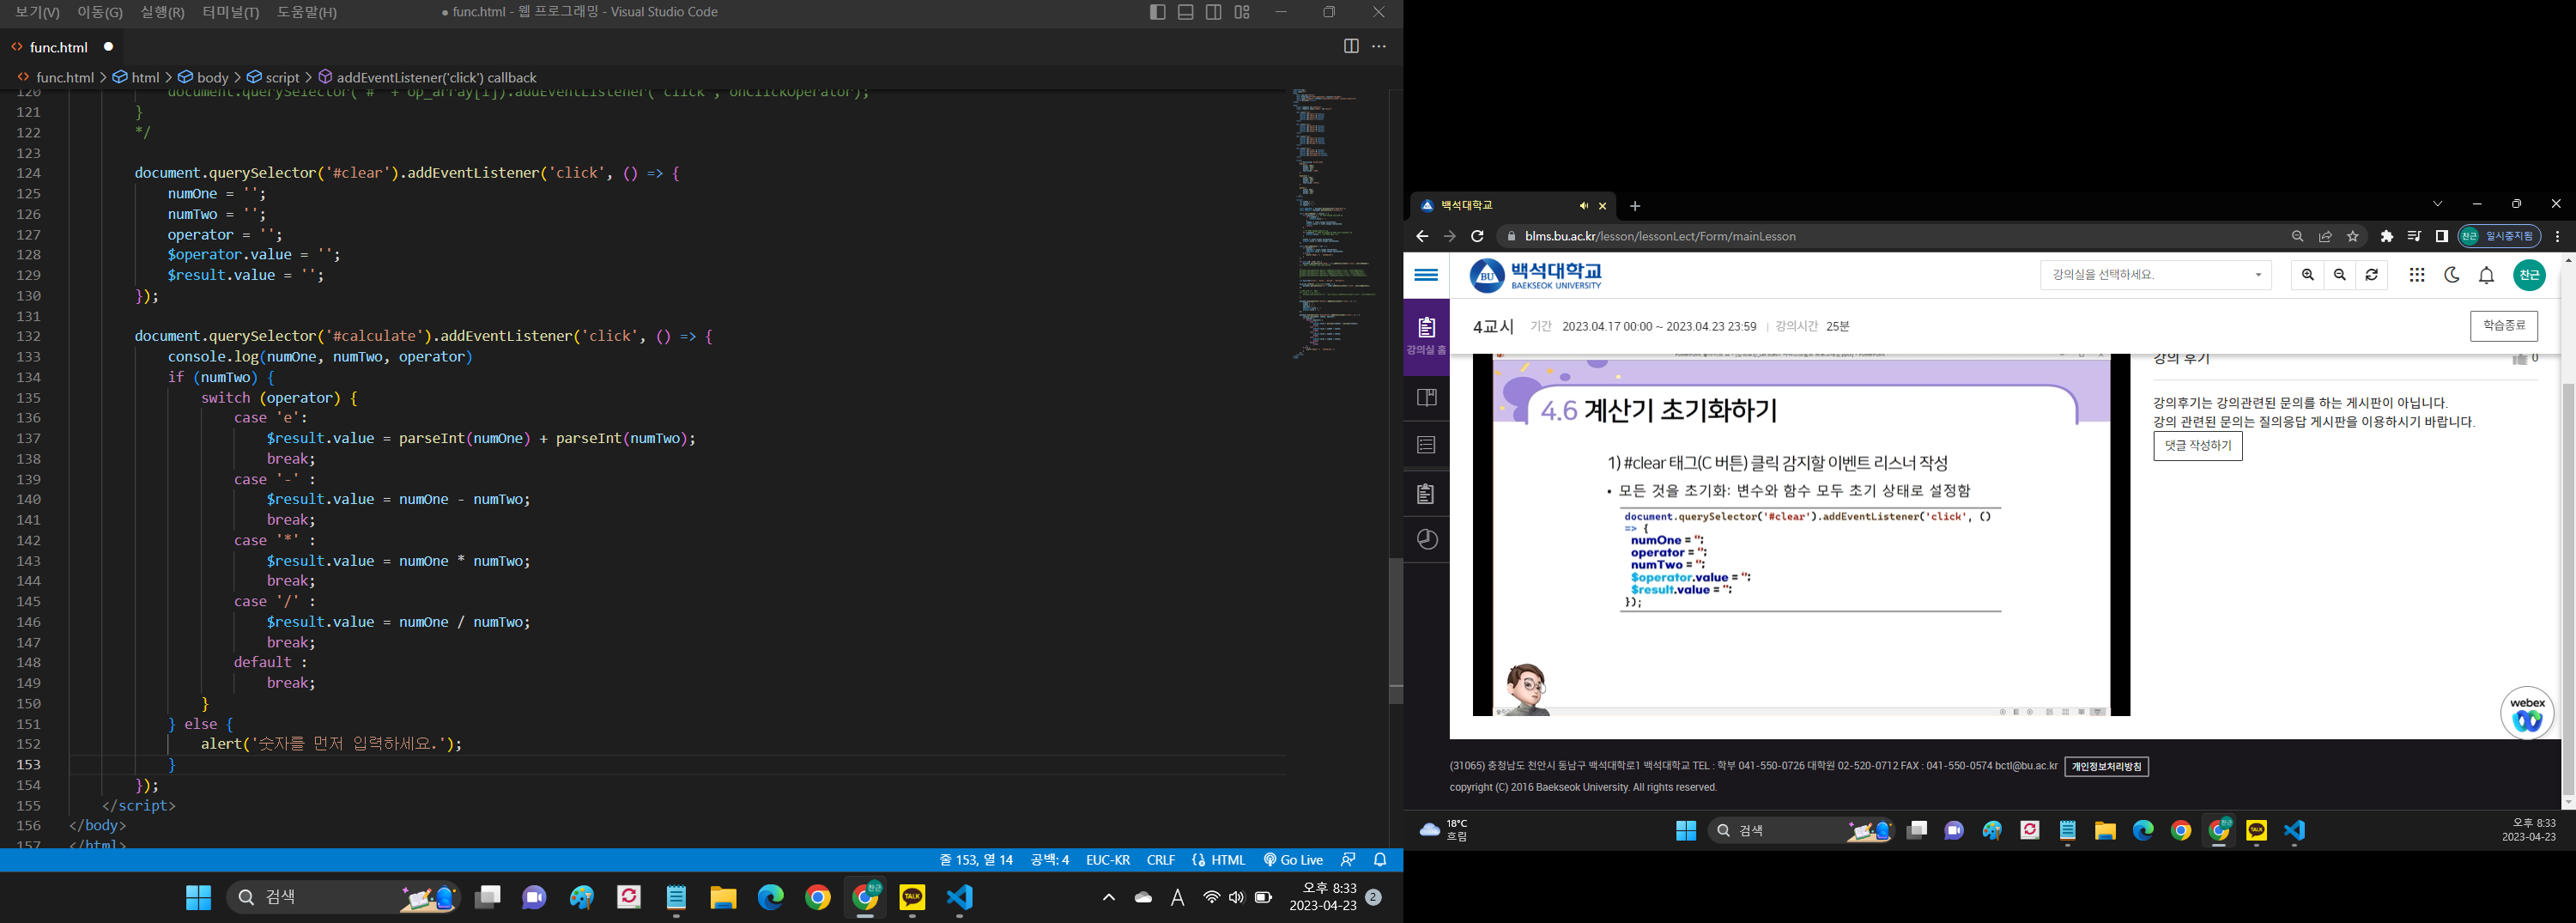 보기(V) 이동(G) 실행(R) 터미널(T) 도움말(H)
● func.html - 웹 프로그래밍 - Visual Studio Code
func.html
func.html > html > body > script > addEventListener('click') callback
120 document.querySelector('#' + op_array[i]).addEventListener('click', onClickOperator);
121 }
122 */
123
124 document.querySelector('#clear').addEventListener('click', () => {
125 numOne = '';
126 numTwo = '';
127 operator = '';
128 $operator.value = '';
129 $result.value = '';
130 });
131
132 document.querySelector('#calculate').addEventListener('click', () => {
133 console.log(numOne, numTwo, operator)
134 if (numTwo) {
135 switch (operator) {
136 case 'e':
137 $result.value = parseInt(numOne) + parseInt(numTwo);
138 break;
139 case '-' :
140 $result.value = numOne - numTwo;
141 break;
142 case '*' :
143 $result.value = numOne * numTwo;
144 break;
145 case '/' :
146 $result.value = numOne / numTwo;
147 break;
148 default :
149 break;
150 }
151 } else {
152 alert('숫자를 먼저 입력하세요.');
153 }
154 });
155 </script>
156 </body>
157 </html>
줄 153, 열 14 공백: 4 EUC-KR CRLF HTML Go Live
검색
TALK
A
오후 8:33
2023-04-23
2
백석대학교
blms.bu.ac.kr/lesson/lessonLect/Form/mainLesson
찬근 일시중지됨
BU 백석대학교
BAEKSEOK UNIVERSITY
강의실을 선택하세요.
찬근
4교시 기간 2023.04.17 00:00 ~ 2023.04.23 23:59 | 강의시간 25분
학습종료
강의실 홈
4.6 계산기 초기화하기
1) #clear 태그(C 버튼) 클릭 감지할 이벤트 리스너 작성
• 모든 것을 초기화: 변수와 함수 모두 초기 상태로 설정함
document.querySelector('#clear').addEventListener('click', ()
=> {
numOne = '';
operator = '';
numTwo = '';
$operator.value = '';
$result.value = '';
});
강의 후기
0
강의후기는 강의관련된 문의를 하는 게시판이 아닙니다.
강의 관련된 문의는 질의응답 게시판을 이용하시기 바랍니다.
댓글 작성하기
webex
(31065) 충청남도 천안시 동남구 백석대학로1 백석대학교 TEL : 학부 041-550-0726 대학원 02-520-0712 FAX : 041-550-0574 bctl@bu.ac.kr 개인정보처리방침
copyright (C) 2016 Baekseok University. All rights reserved.
18°C
흐림
검색
TALK
오후 8:33
2023-04-23